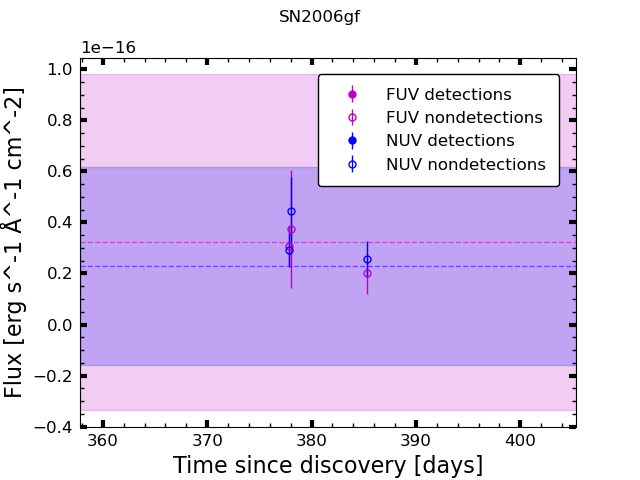 SN2006gf
1e−16
1.0
0.8
0.6
0.4
0.2
0.0
−0.2
−0.4
Flux [erg s^-1 Å^-1 cm^-2]
FUV detections
FUV nondetections
NUV detections
NUV nondetections
360 370 380 390 400
Time since discovery [days]